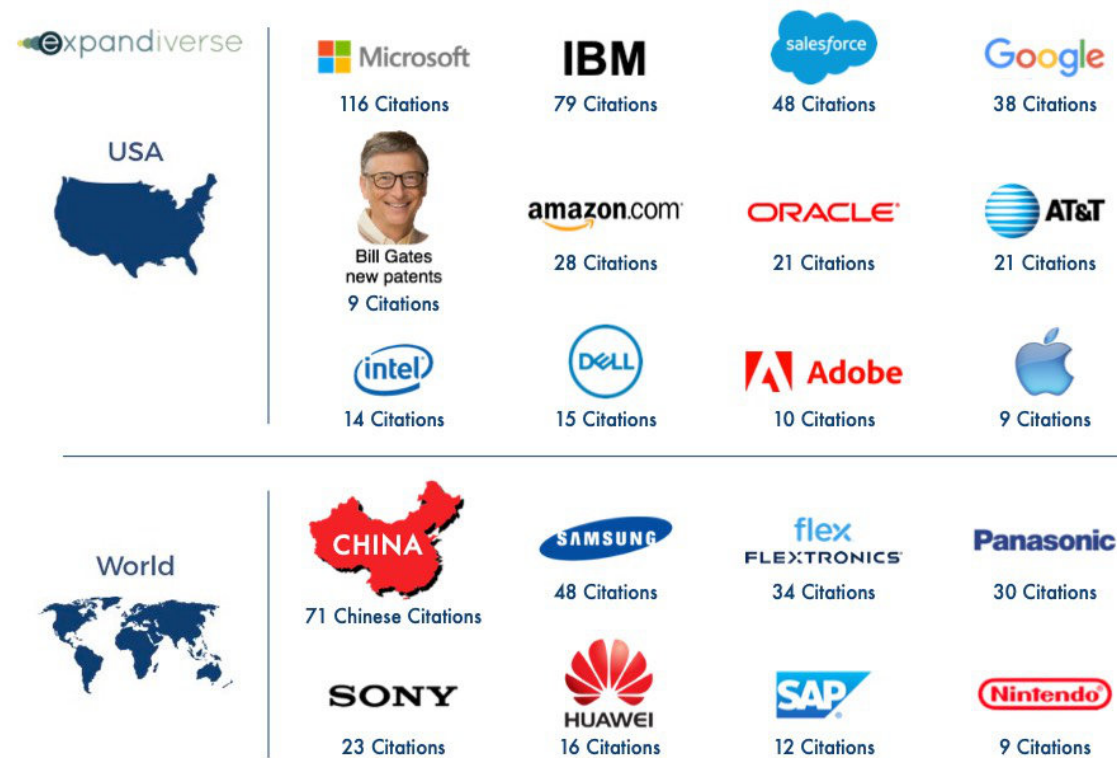 expandiverse
USA
Microsoft
116 Citations
IBM
79 Citations
salesforce
48 Citations
Google
38 Citations
Bill Gates
new patents
9 Citations
amazon.com
28 Citations
ORACLE
21 Citations
AT&T
21 Citations
intel
14 Citations
DELL
15 Citations
Adobe
10 Citations
9 Citations
World
CHINA
71 Chinese Citations
SAMSUNG
48 Citations
flex
FLEXTRONICS
34 Citations
Panasonic
30 Citations
SONY
23 Citations
HUAWEI
16 Citations
SAP
12 Citations
Nintendo
9 Citations